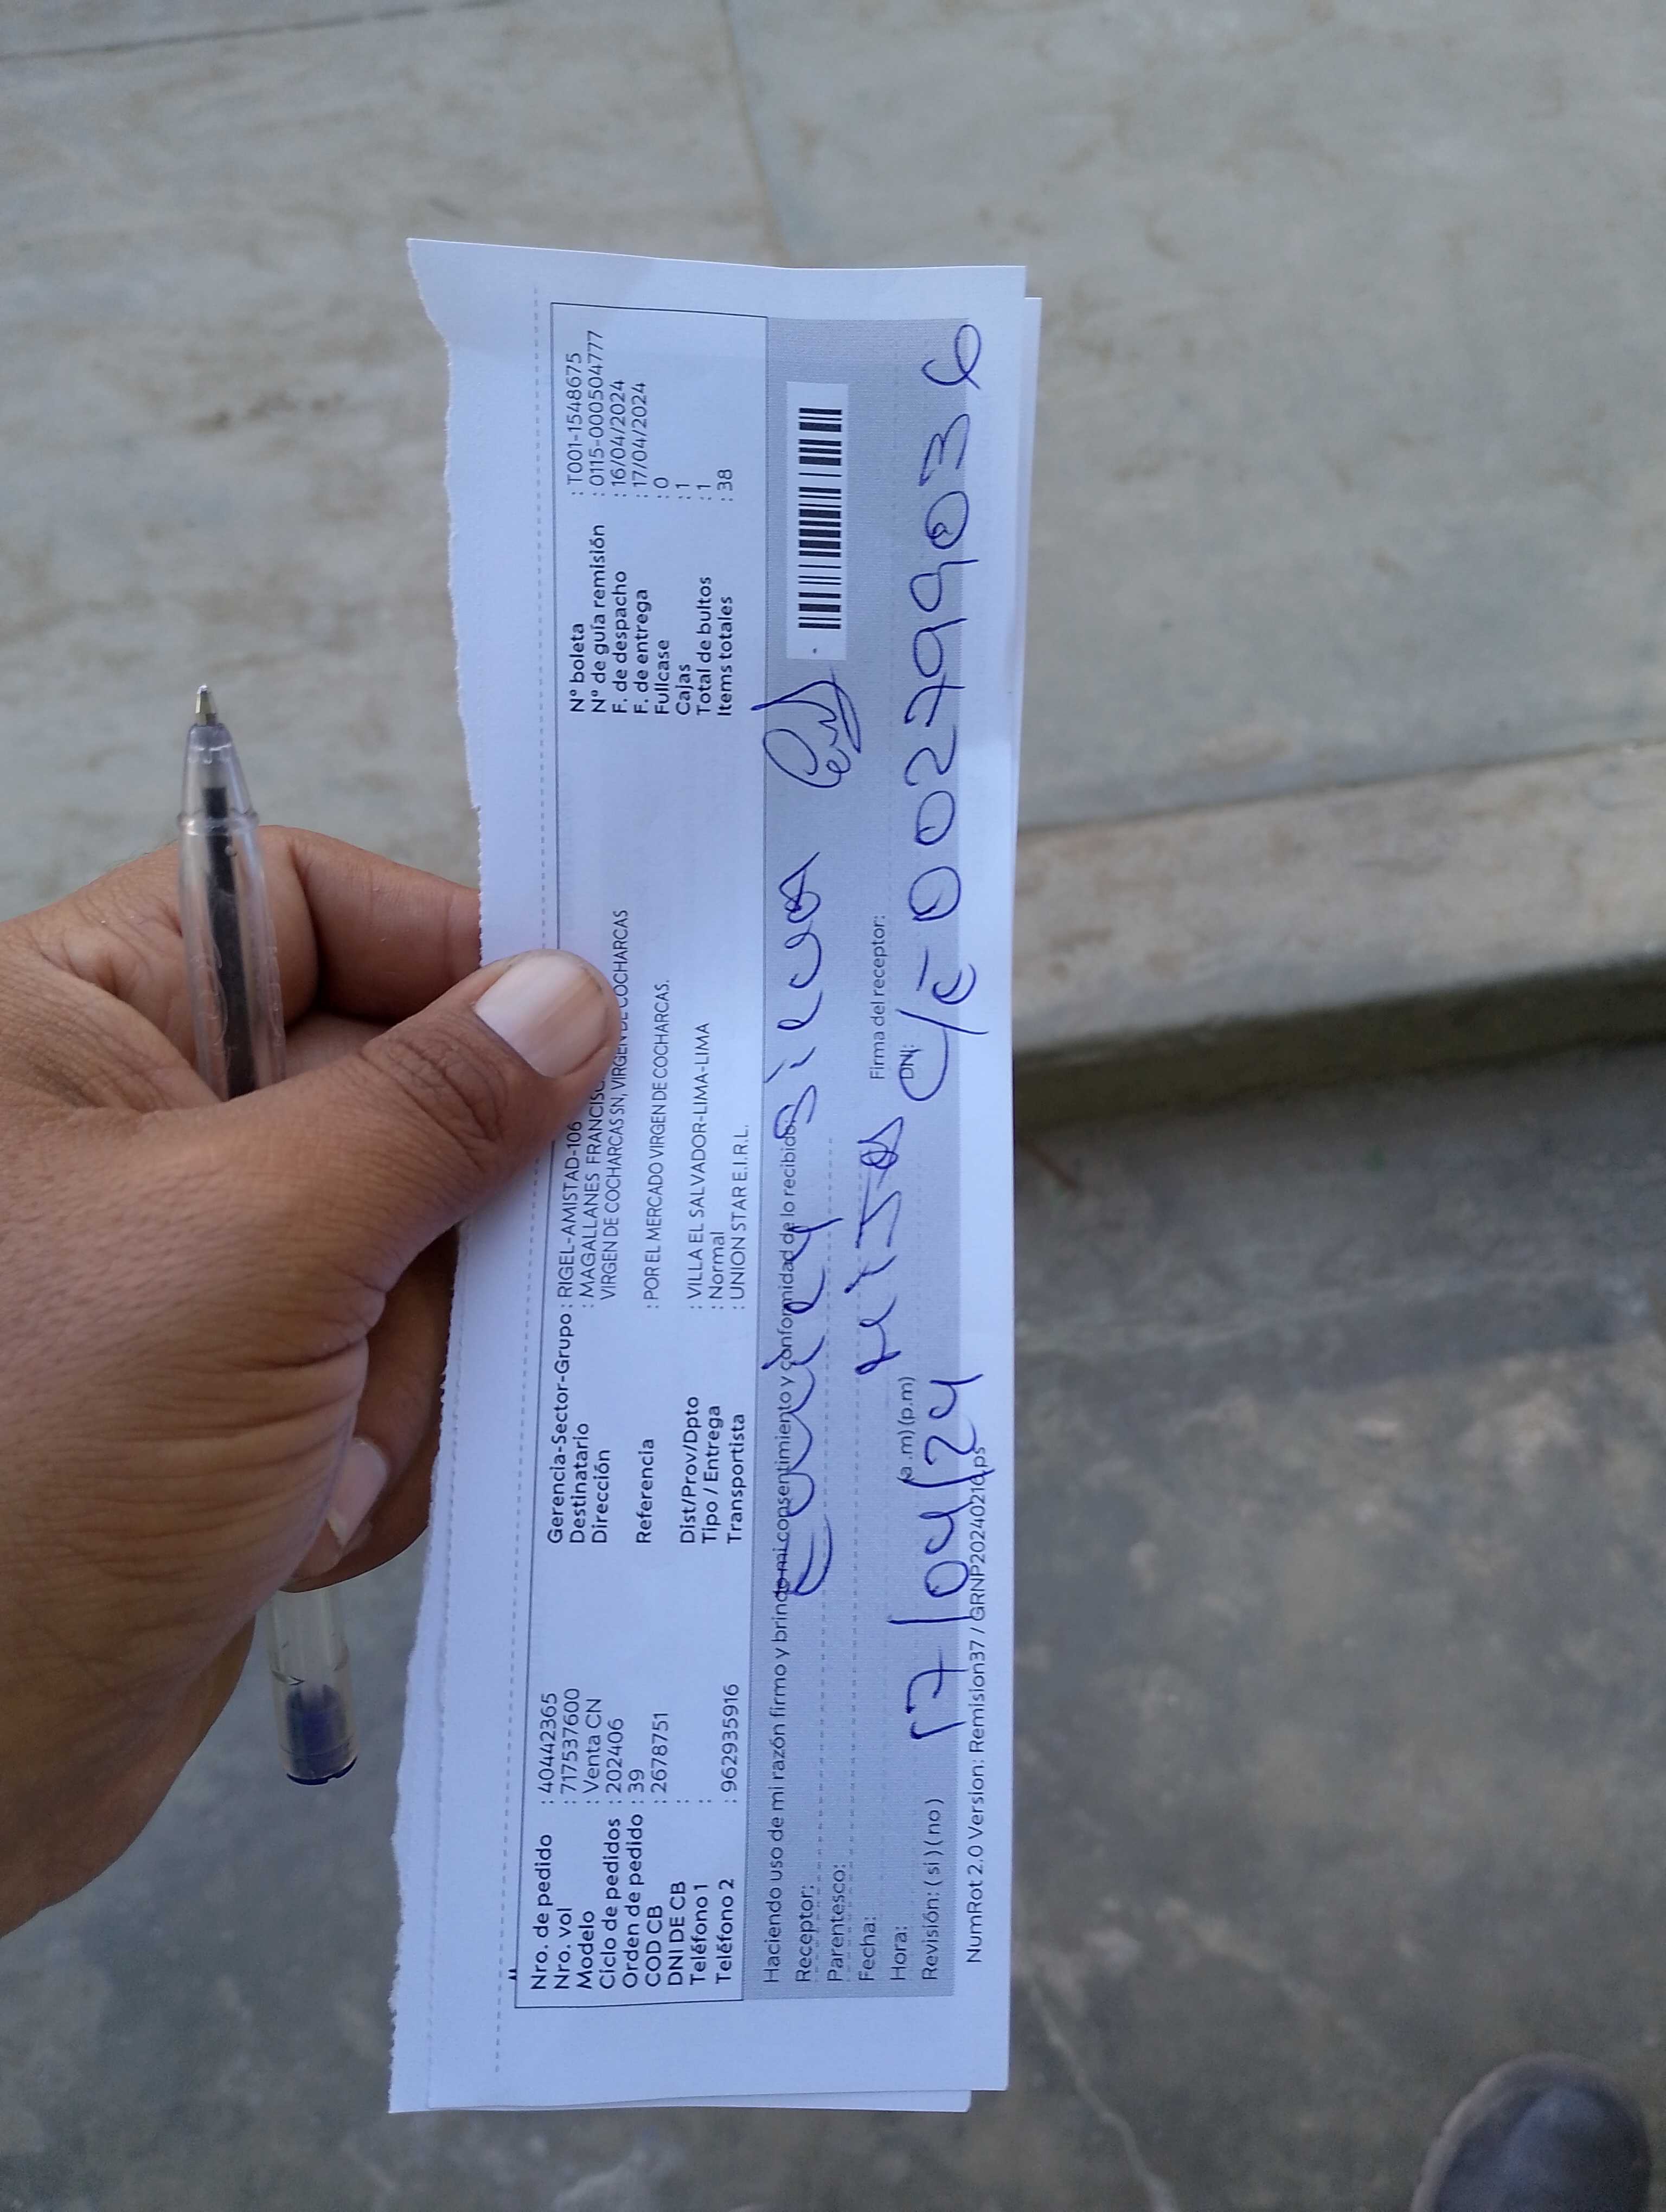 Nro. de pedido : 40442365
Nro. vol : 717537600
Modelo : Venta CN
Ciclo de pedidos : 202406
Orden de pedido : 39
COD CB : 2678751
DNI DE CB :
Teléfono 1 :
Teléfono 2 : 962935916
Gerencia-Sector-Grupo : RIGEL-AMISTAD-106
Destinatario : MAGALLANES FRANCISC
Dirección VIRGEN DE COCHARCAS SN, VIRGEN DE COCHARCAS
Referencia : POR EL MERCADO VIRGEN DE COCHARCAS.
Dist/Prov/Dpto : VILLA EL SALVADOR-LIMA-LIMA
Tipo / Entrega : Normal
Transportista : UNION STAR E.I.R.L.
N° boleta : T001-1548675
N° de guía remisión : 0115-000504777
F. de despacho : 16/04/2024
F. de entrega : 17/04/2024
Fullcase : 0
Cajas : 1
Total de bultos : 1
Items totales : 38
Haciendo uso de mi razón firmo y brindo mi consentimiento y conformidad de lo recibido.
Receptor:
Parentesco:
Fecha:
Firma del receptor:
Hora: (a.m) (p.m)
DNI: C/E 002799036
17/04/24
Revisión: ( si ) ( no )
NumRot 2.0 Version: Remision37 / GRNP20240210.ps